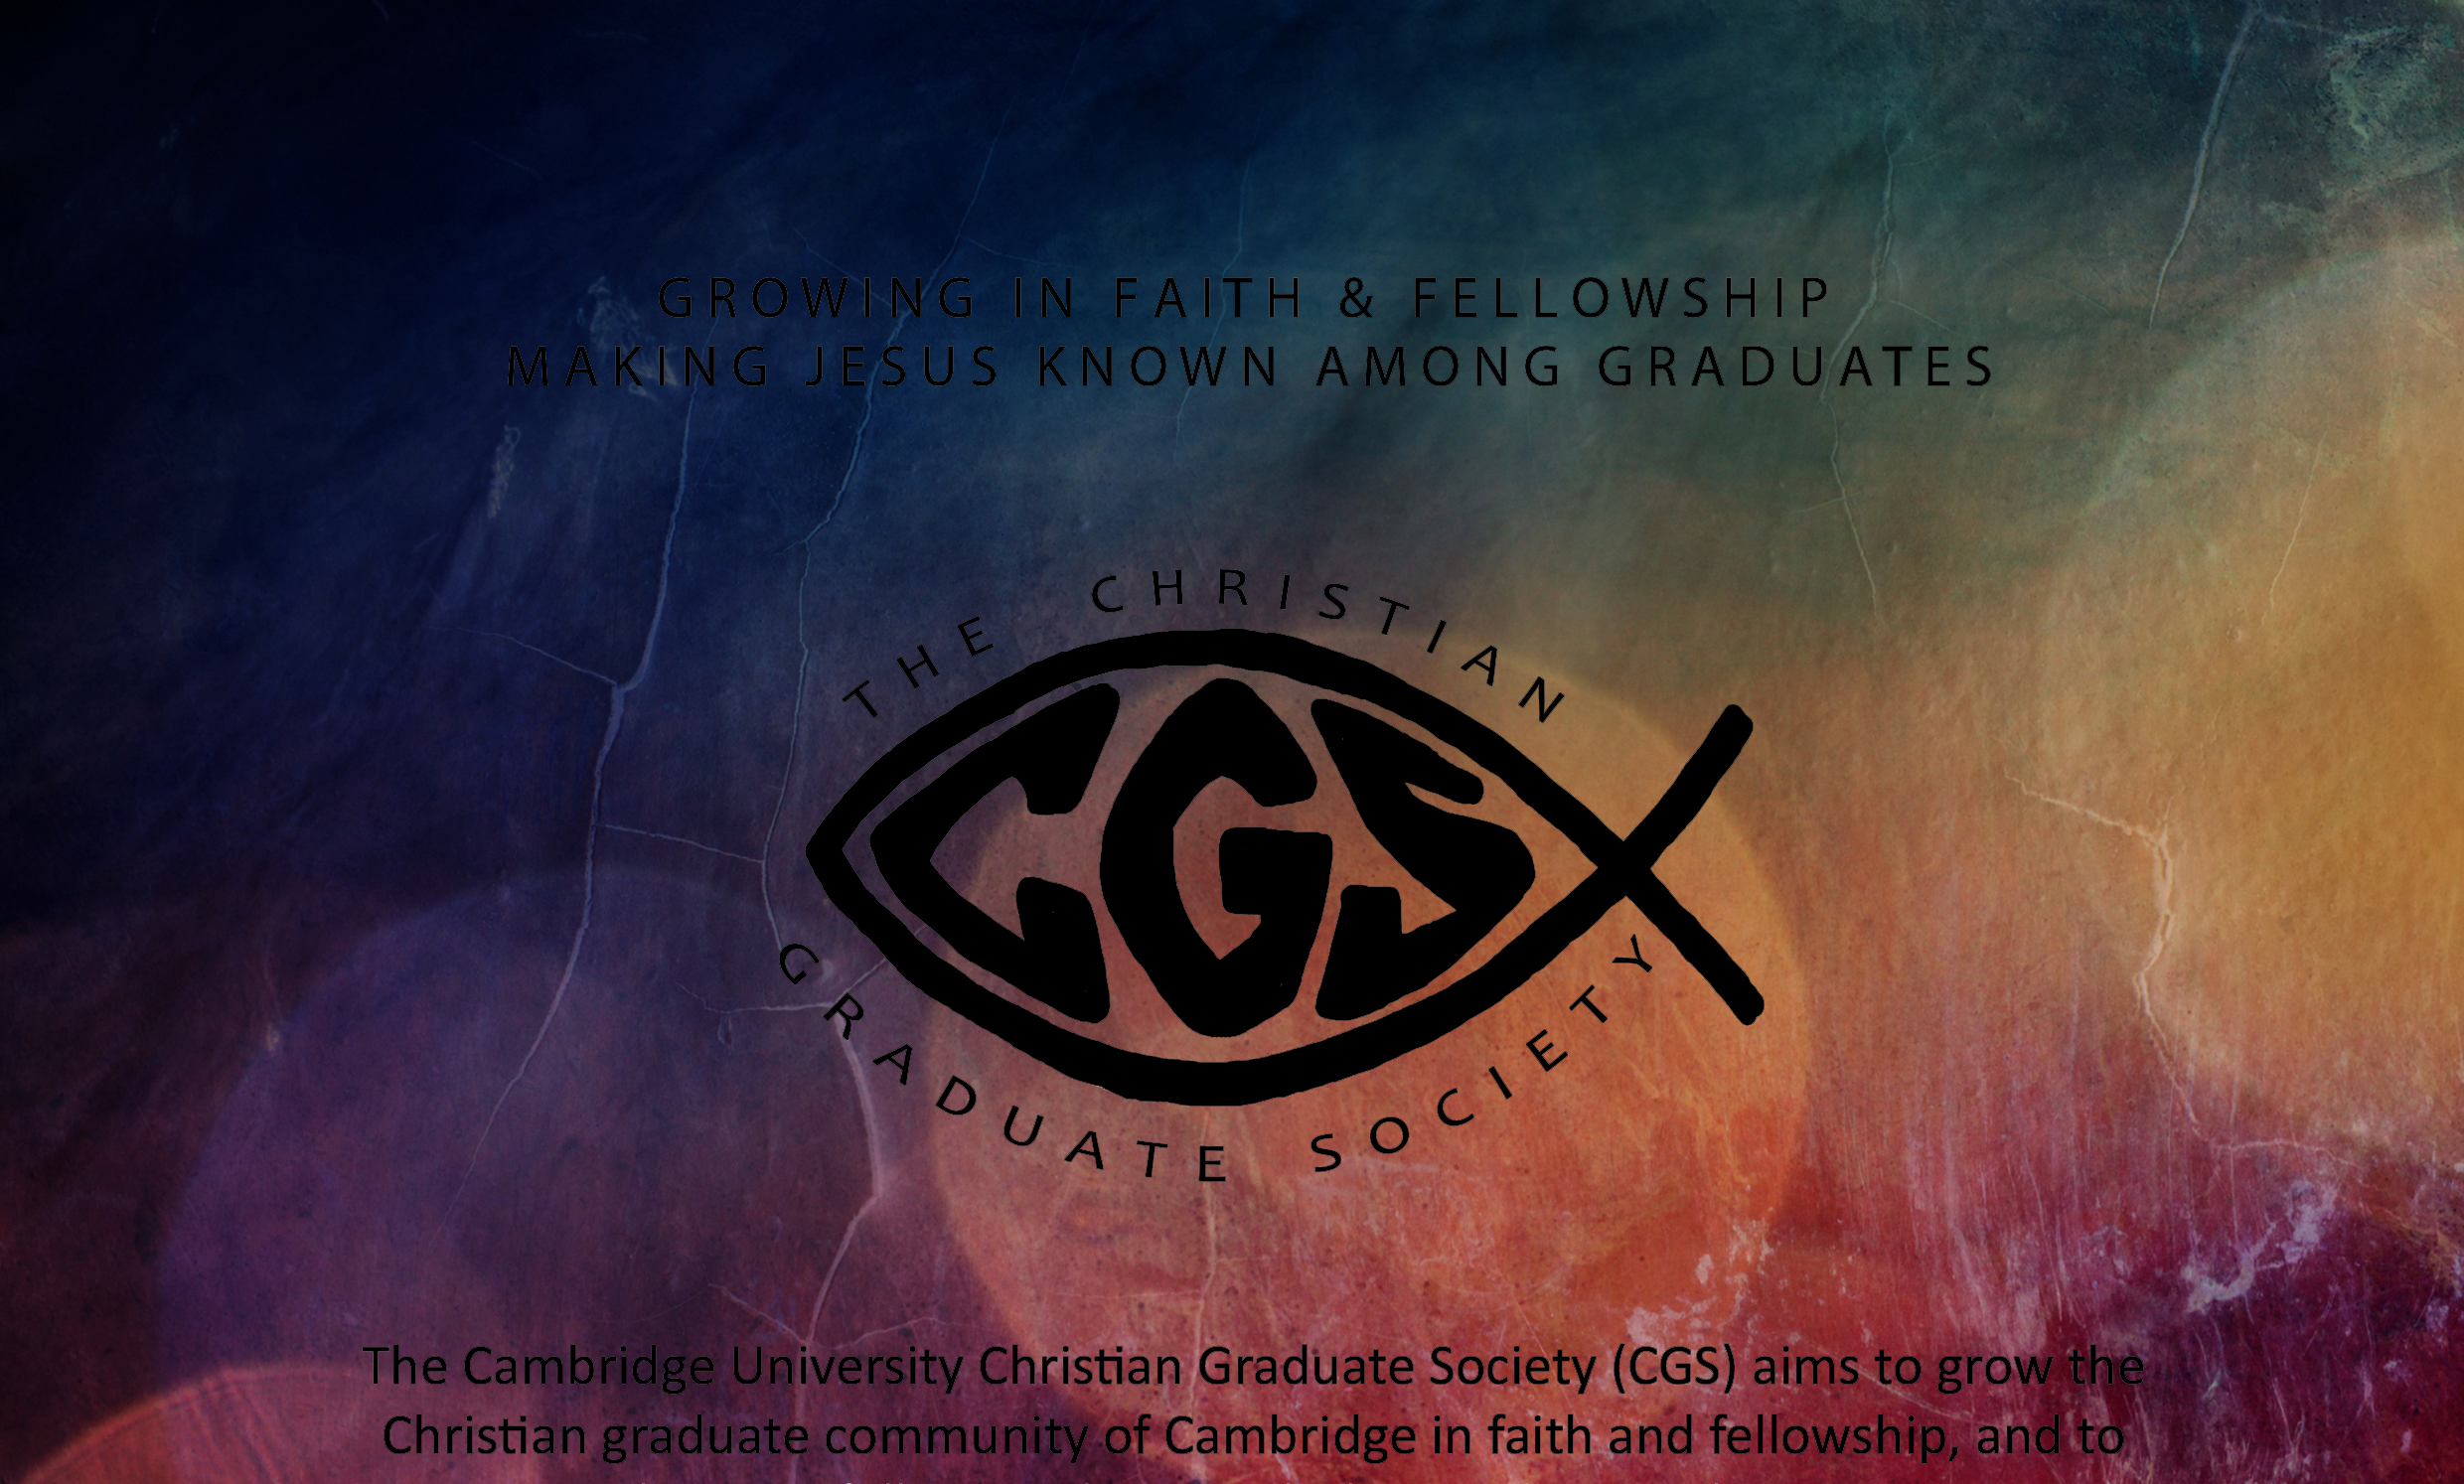 GROWING IN FAITH & FELLOWSHIP
MAKING JESUS KNOWN AMONG GRADUATES
THE CHRISTIAN
CGS
GRADUATE SOCIETY
The Cambridge University Christian Graduate Society (CGS) aims to grow the
Christian graduate community of Cambridge in faith and fellowship, and to